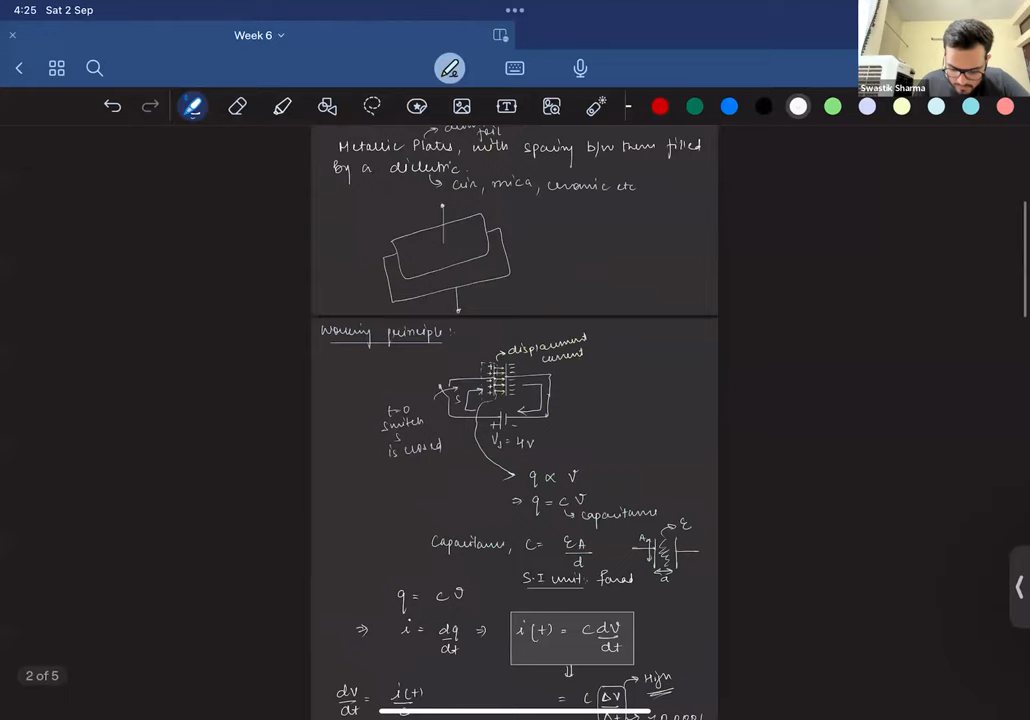 4:25 Sat 2 Sep
Week 6
Swastik Sharma
foil
Metallic Plates, with spacing b/w them filled
by a dielectric.
air, mica, ceramic etc
Working principle:
displacement
current
t=0
switch
S
is closed
S
+ -
Vs = 4V
q ∝ v
⇒ q = c v
capacitance
Capacitance, C = εA/d
ε
A
d
S.I unit: Farad
q = c v
⇒ i = dq/dt ⇒ i(t) = c dv/dt
High
dv/dt = i(t)
= c Δv
2 of 5